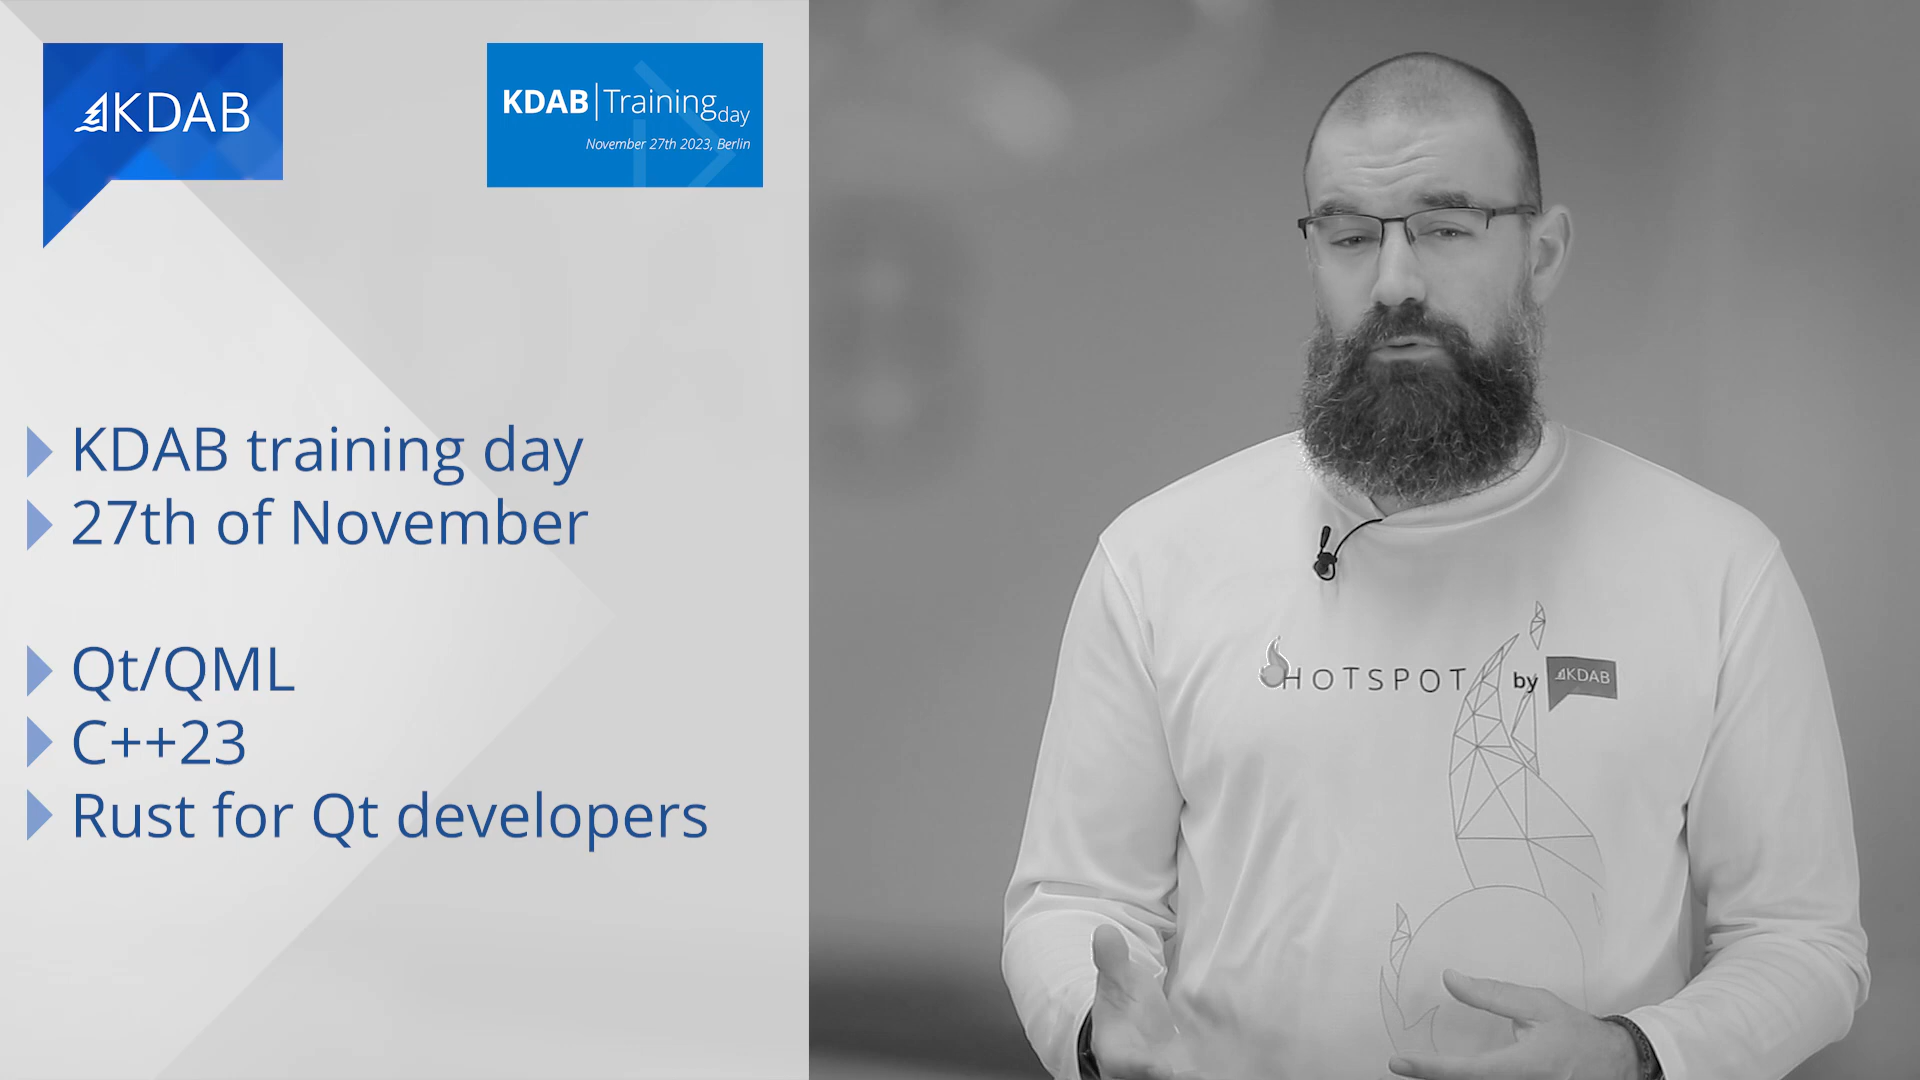 KDAB
KDAB Training day
November 27th 2023, Berlin
KDAB training day
27th of November
Qt/QML
C++23
Rust for Qt developers
HOTSPOT by KDAB